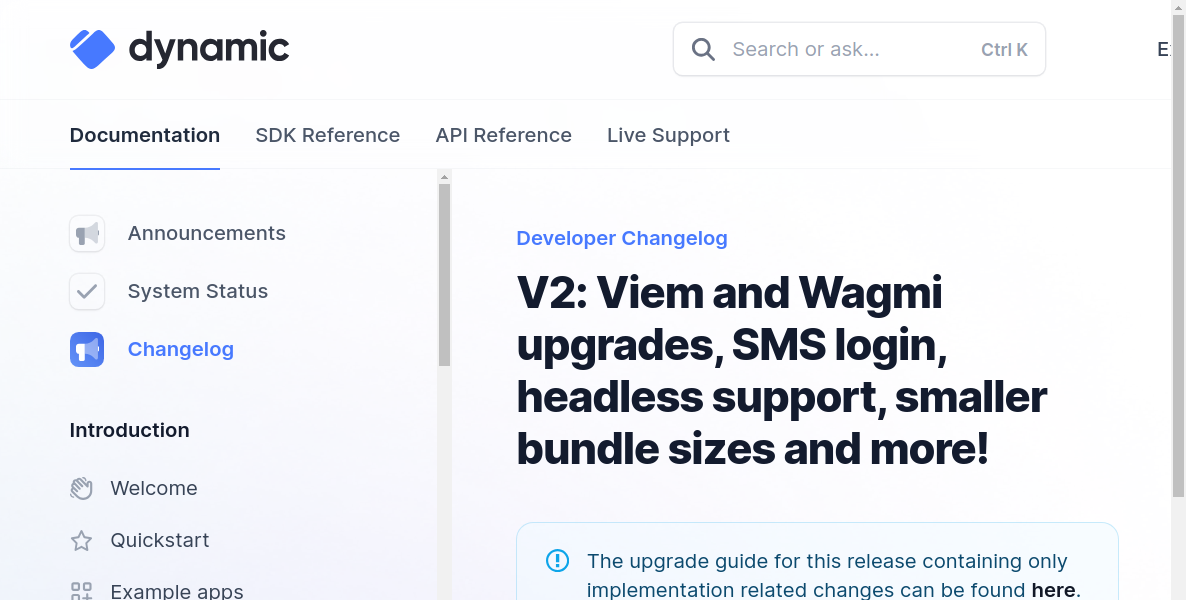 dynamic
Search or ask...
Ctrl K
Documentation
SDK Reference
API Reference
Live Support
Announcements
System Status
Changelog
Introduction
Welcome
Quickstart
Example apps
Developer Changelog
V2: Viem and Wagmi
upgrades, SMS login,
headless support, smaller
bundle sizes and more!
The upgrade guide for this release containing only
implementation related changes can be found here.